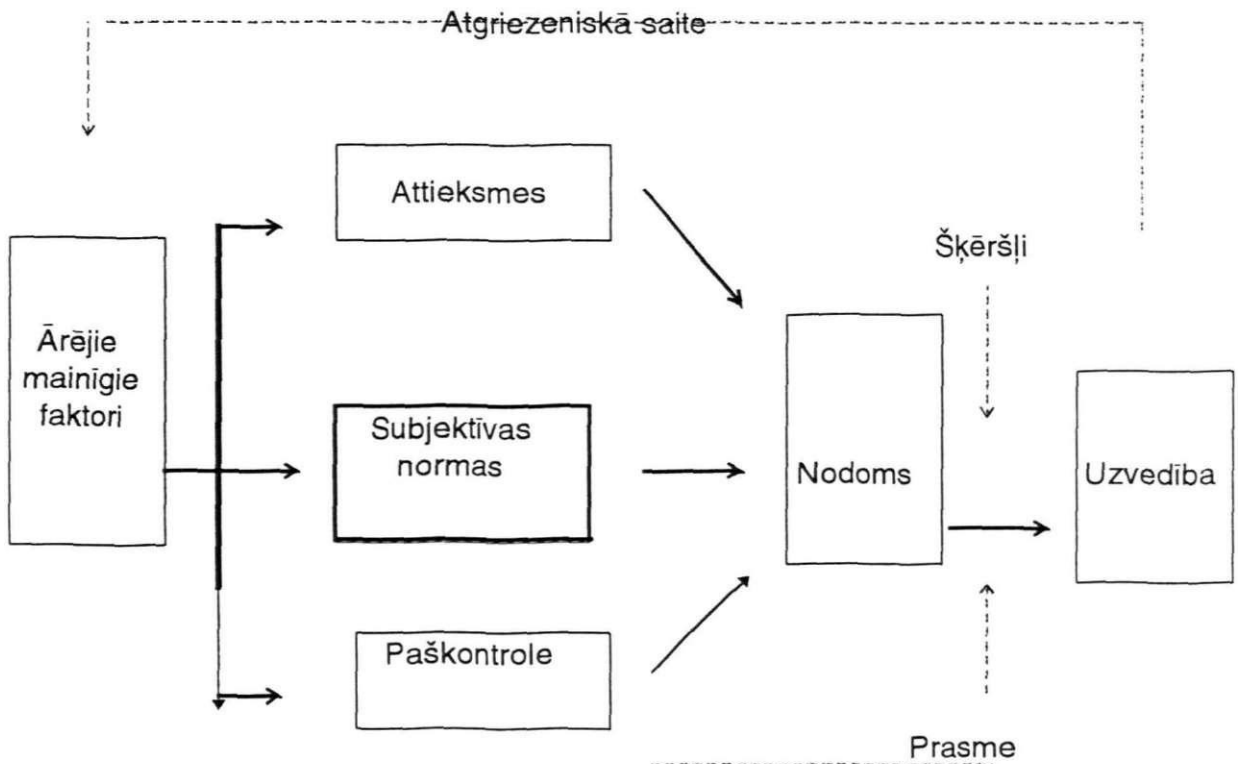 Atgriezeniskā saite
Attieksmes
Šķēršļi
Ārējie
mainīgie
faktori
Subjektīvas
normas
Nodoms
Uzvedība
Paškontrole
Prasme